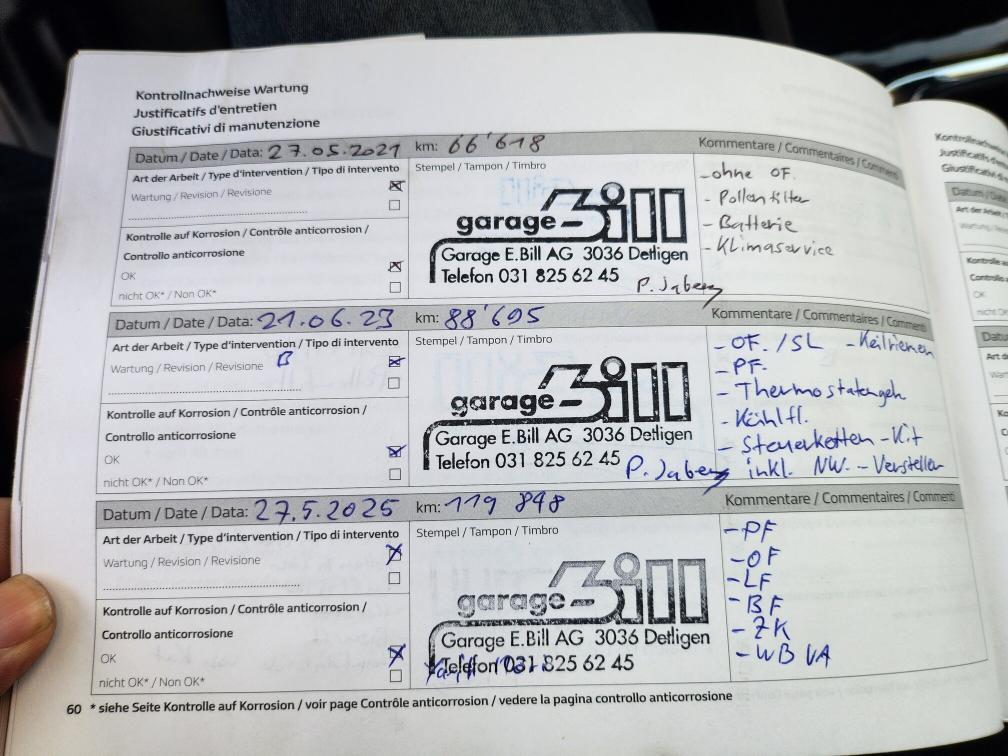 Kontrollnachweise Wartung
Justificatifs d'entretien
Giustificativi di manutenzione
Datum / Date / Data: 27.05.2021 km: 66'618 Kommentare / Commentaires / Commenti
Art der Arbeit / Type d'intervention / Tipo di intervento
Wartung / Revision / Revisione
Kontrolle auf Korrosion / Contrôle anticorrosion /
Controllo anticorrosione
OK
nicht OK* / Non OK*
Stempel / Tampon / Timbro
garage Bill
Garage E.Bill AG 3036 Detligen
Telefon 031 825 62 45
P. Jaberg
- ohne OF.
- Pollenfilter
- Batterie
- Klimaservice
Datum / Date / Data: 21.06.23 km: 88'695 Kommentare / Commentaires / Commenti
Art der Arbeit / Type d'intervention / Tipo di intervento
Wartung / Revision / Revisione B
Kontrolle auf Korrosion / Contrôle anticorrosion /
Controllo anticorrosione
OK
nicht OK* / Non OK*
Stempel / Tampon / Timbro
garage Bill
Garage E.Bill AG 3036 Detligen
Telefon 031 825 62 45
P. Jaberg
- OF. / SL - Keilriemen
- PF.
- Thermostatengeh.
- Kühlfl.
- Steuerketten-Kit
inkl. NW.-Versteller
Datum / Date / Data: 27.5.2025 km: 119 848 Kommentare / Commentaires / Commenti
Art der Arbeit / Type d'intervention / Tipo di intervento
Wartung / Revision / Revisione
Kontrolle auf Korrosion / Contrôle anticorrosion /
Controllo anticorrosione
OK
nicht OK* / Non OK*
Stempel / Tampon / Timbro
garage Bill
Garage E.Bill AG 3036 Detligen
Telefon 031 825 62 45
- PF
- OF
- LF
- BF
- ZK
- WB VA
60 * siehe Seite Kontrolle auf Korrosion / voir page Contrôle anticorrosion / vedere la pagina controllo anticorrosione